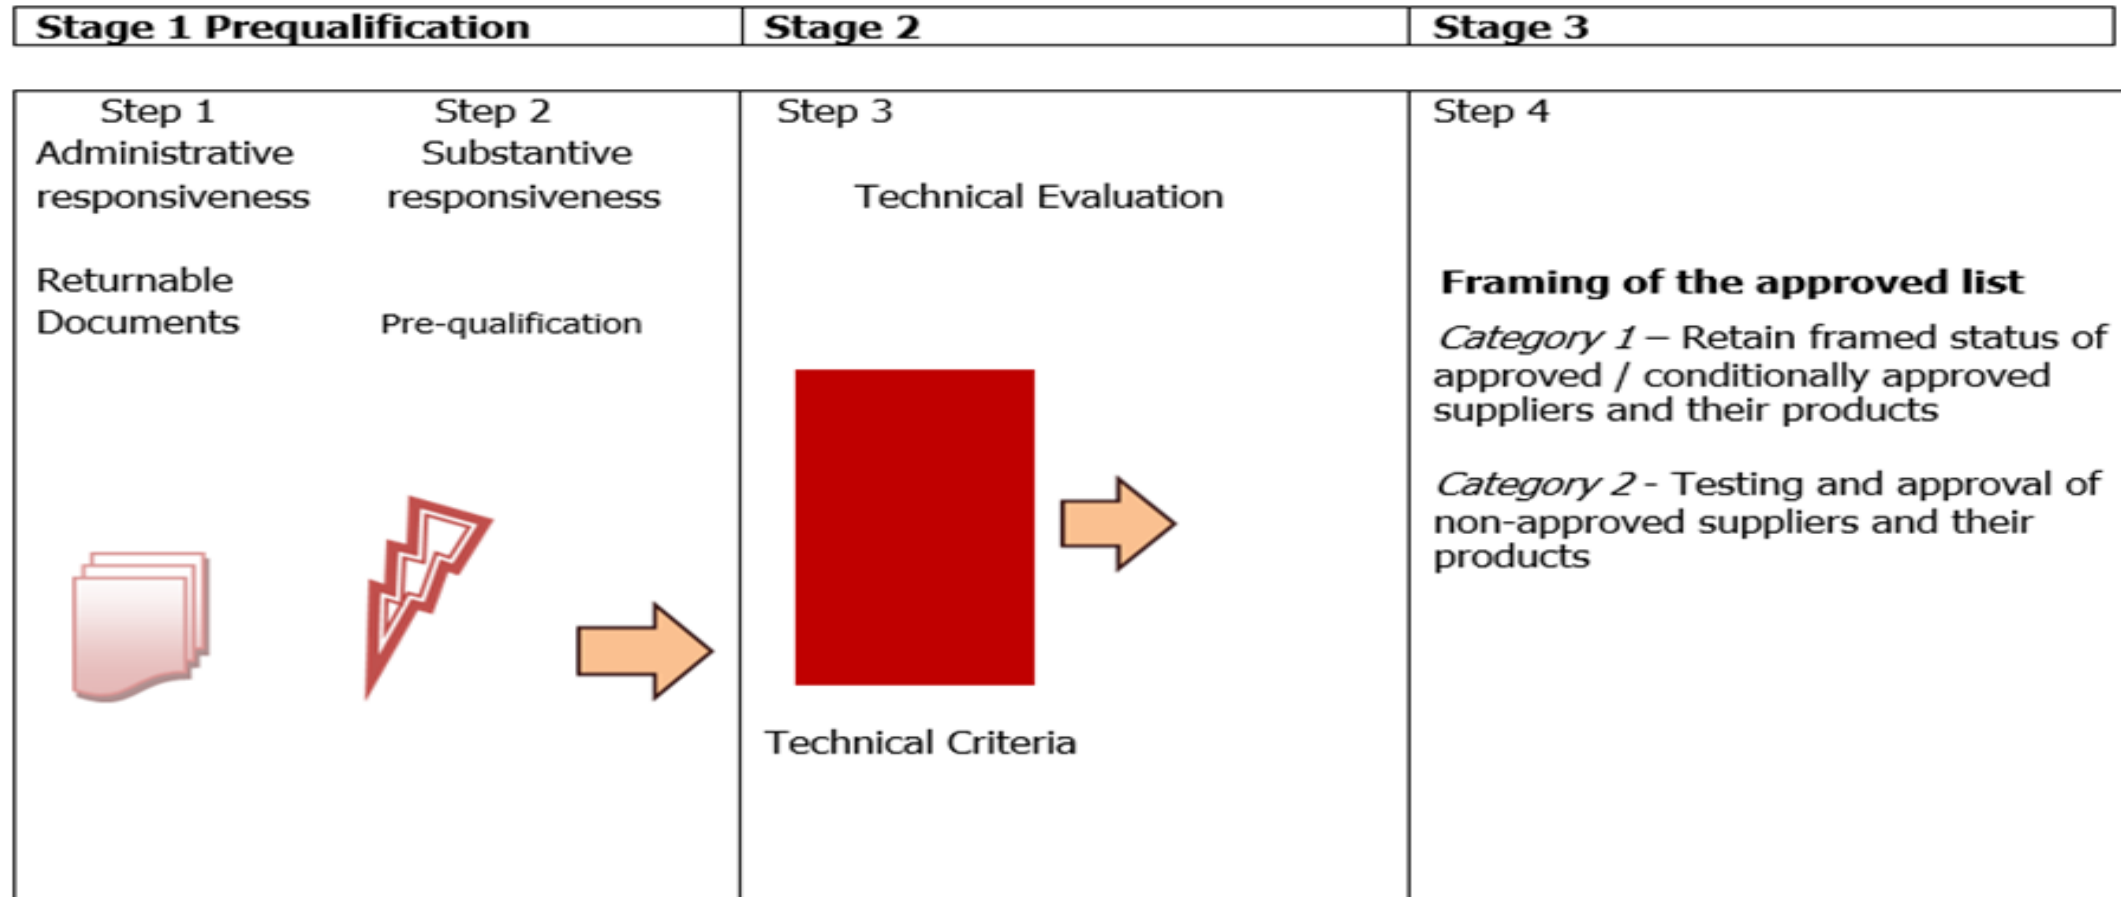 Stage 1 Prequalification
Stage 2
Stage 3
Step 1
Administrative
responsiveness
Returnable
Documents
Step 2
Substantive
responsiveness
Pre-qualification
Step 3
Technical Evaluation
Technical Criteria
Step 4
Framing of the approved list
Category 1 – Retain framed status of
approved / conditionally approved
suppliers and their products
Category 2 - Testing and approval of
non-approved suppliers and their
products